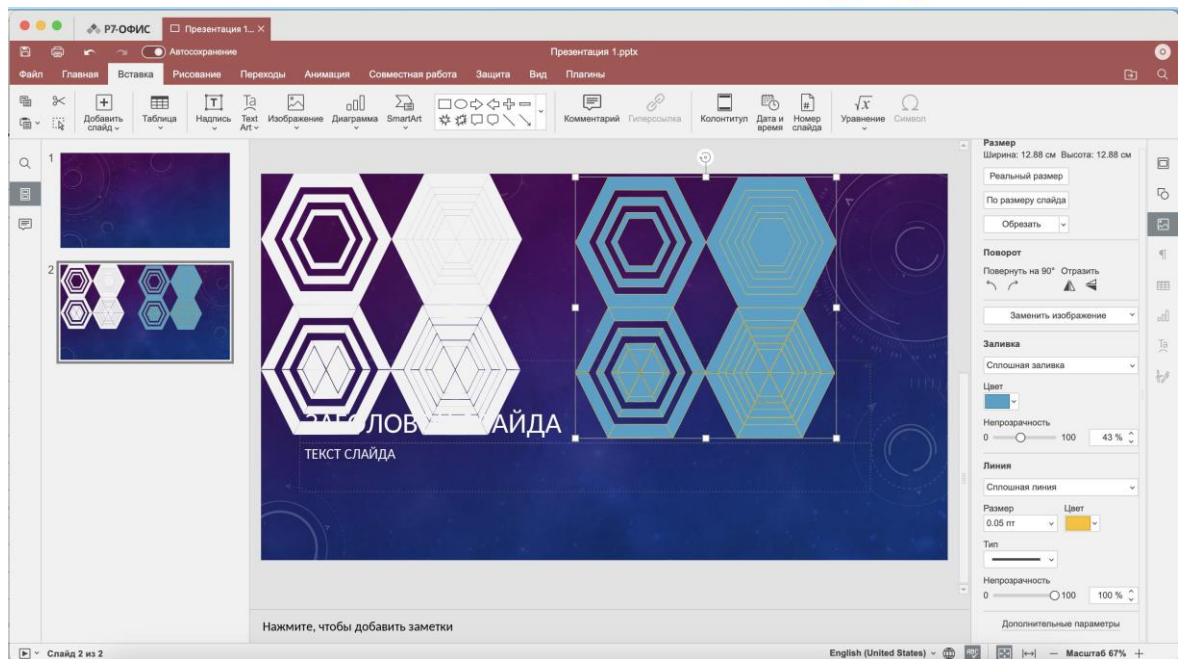 Р7-ОФИС
Презентация 1...
Автосохранение
Презентация 1.pptx
Файл Главная Вставка Рисование Переходы Анимация Совместная работа Защита Вид Плагины
Добавить слайд
Таблица
Надпись
Text Art
Изображение
Диаграмма
SmartArt
Комментарий
Гиперссылка
Колонтитул
Дата и время
Номер слайда
Уравнение
Символ
1
2
ТЕКСТ СЛАЙДА
Нажмите, чтобы добавить заметки
Размер
Ширина: 12.88 см Высота: 12.88 см
Реальный размер
По размеру слайда
Обрезать
Поворот
Повернуть на 90° Отразить
Заменить изображение
Заливка
Сплошная заливка
Цвет
Непрозрачность
0 100 43 %
Линия
Сплошная линия
Размер Цвет
0.05 пт
Тип
Непрозрачность
0 100 100 %
Дополнительные параметры
Слайд 2 из 2
English (United States)
Масштаб 67%